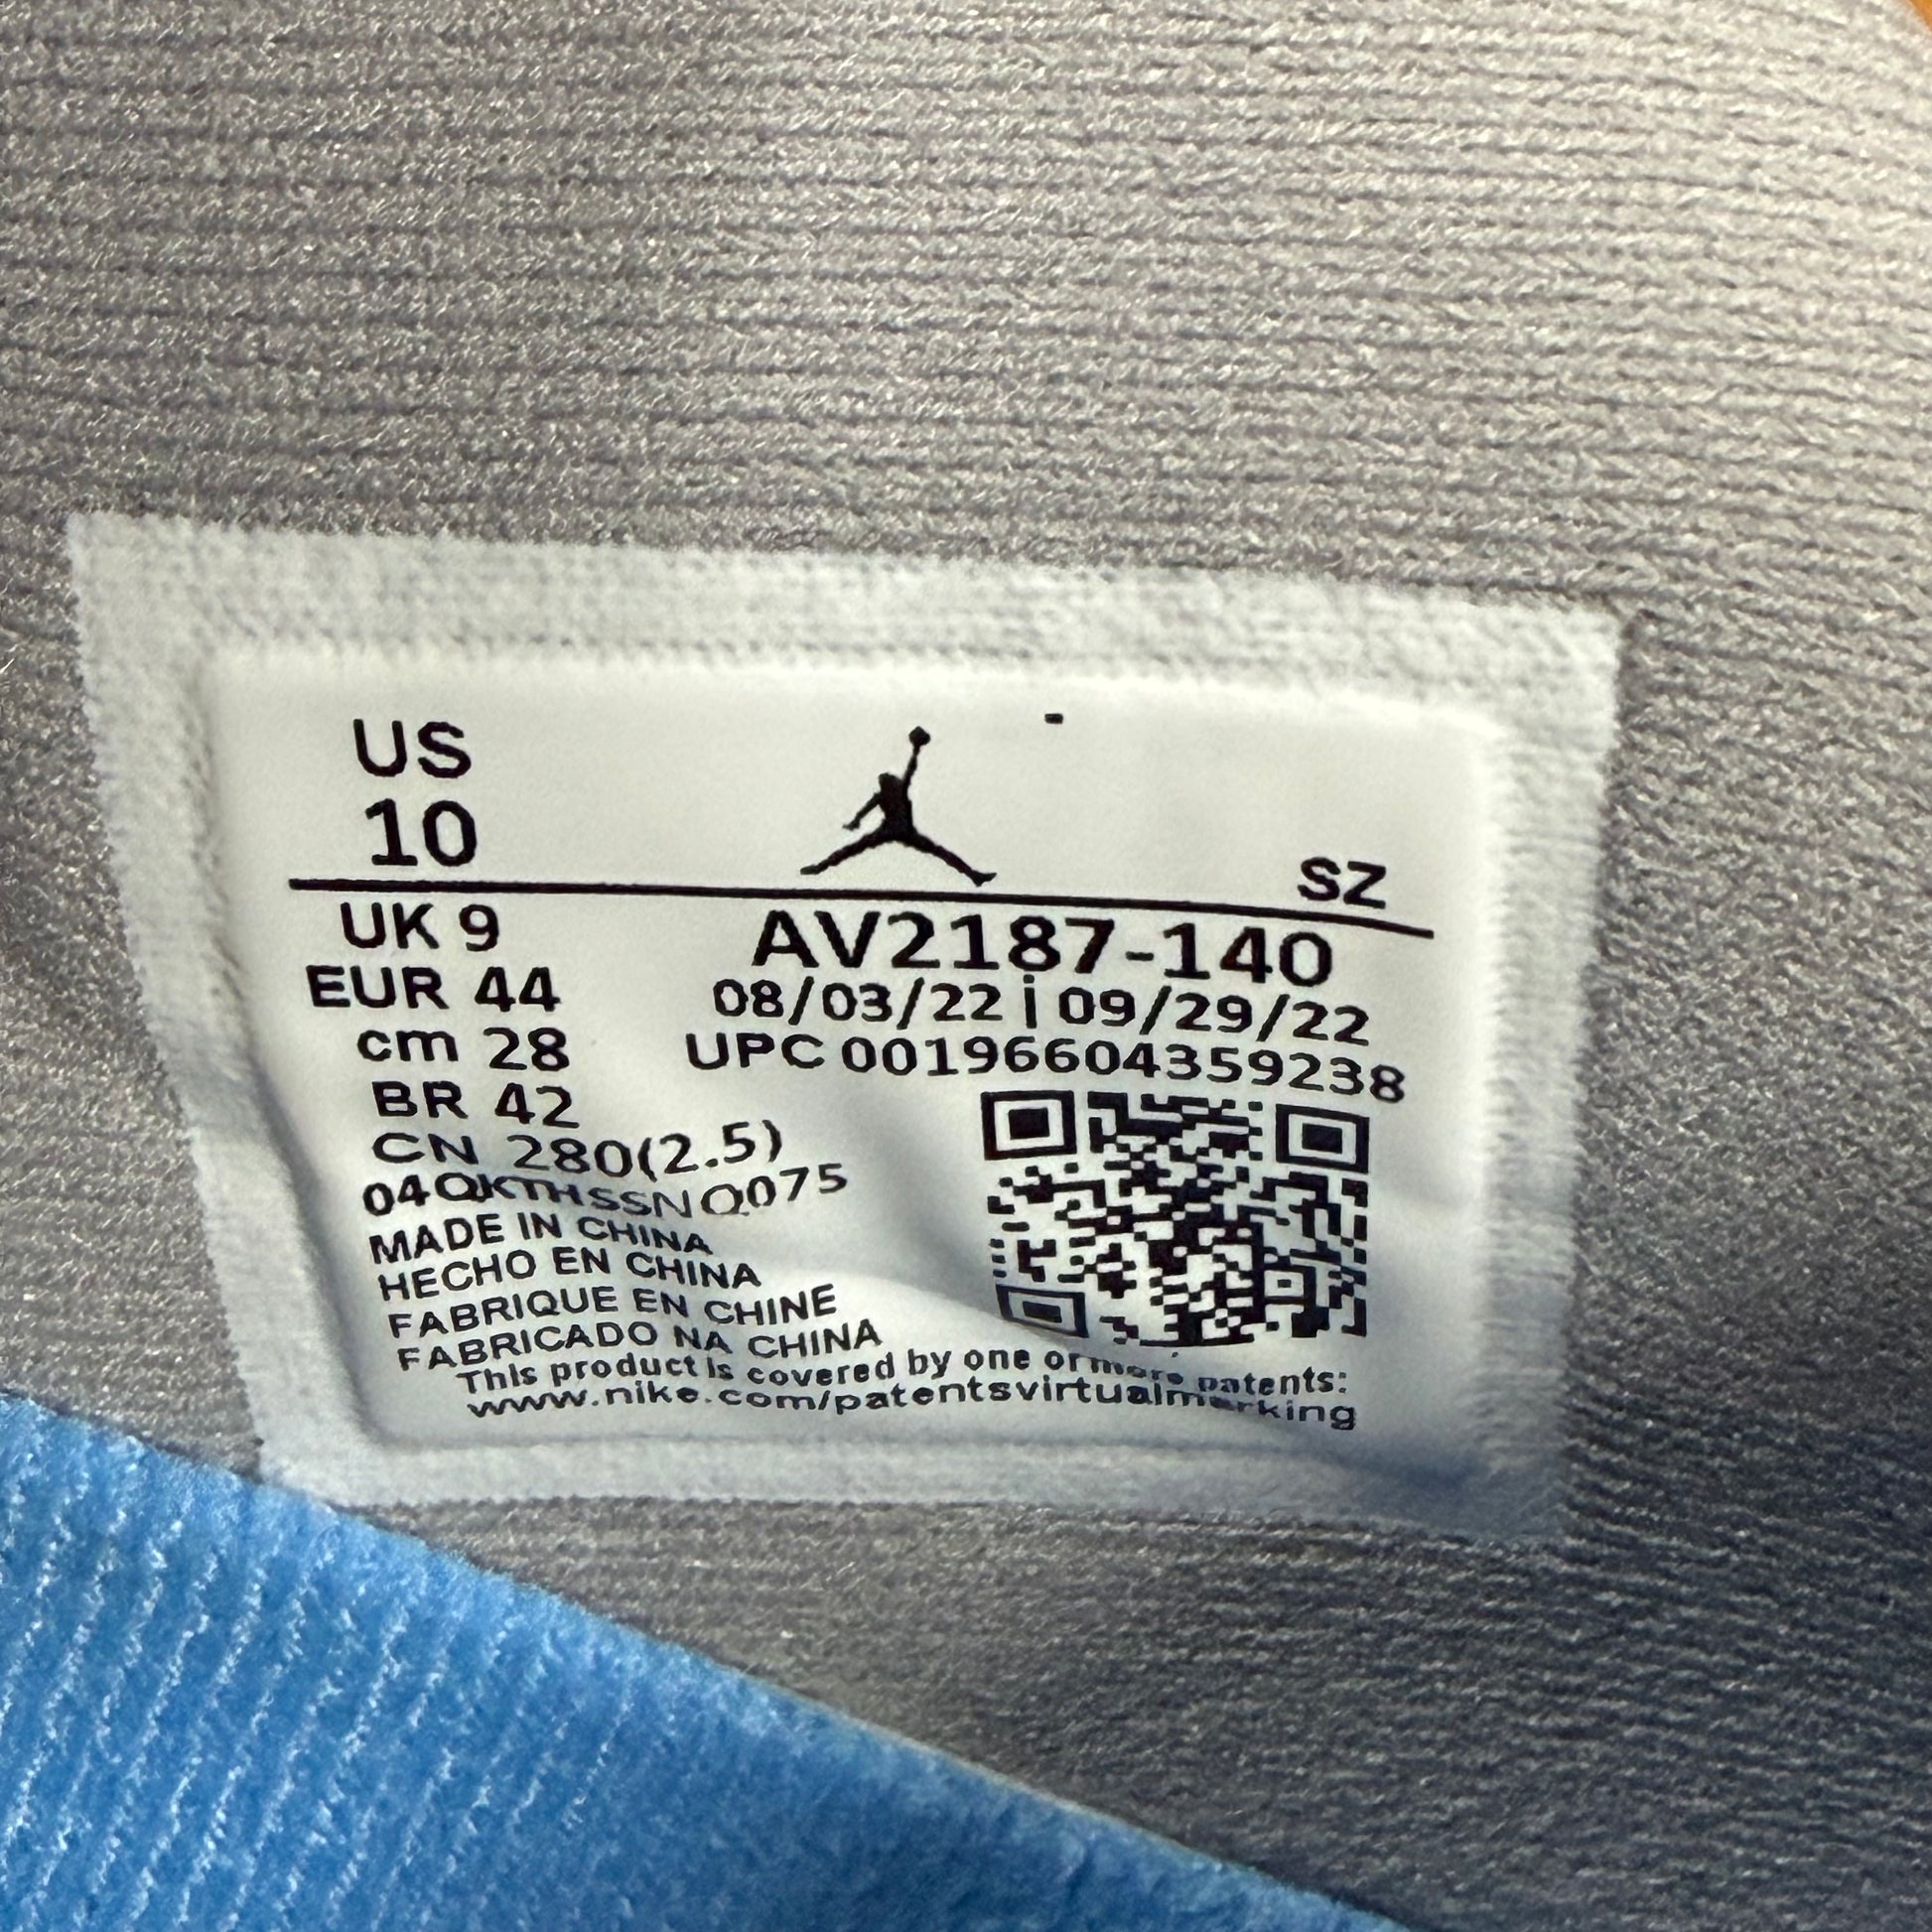 US
10
SZ
UK 9
AV2187-140
EUR 44
08/03/22 | 09/29/22
cm 28
UPC 00196604359238
BR 42
CN 280(2.5)
04QKTHSSNQ075
MADE IN CHINA
HECHO EN CHINA
FABRIQUE EN CHINE
FABRICADO NA CHINA
This product is covered by one or more patents:
www.nike.com/patentsvirtualmarking